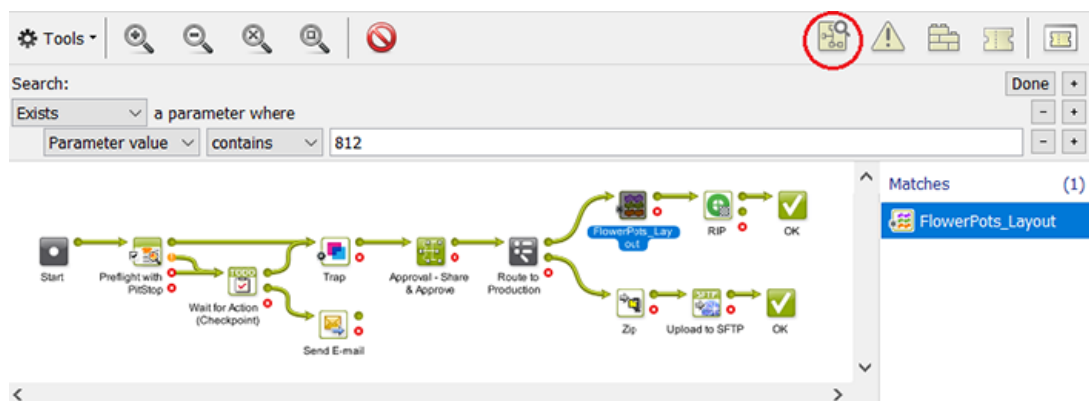 Tools
Search:
Done +
Exists a parameter where - +
Parameter value contains 812 - +
Matches (1)
FlowerPots_Layout
Start
Preflight with
PitStop
TODO
Wait for Action
(Checkpoint)
Trap
Send E-mail
Approval - Share
& Approve
Route to
Production
FlowerPots_Lay
out
RIP
OK
Zip
SFTP
Upload to SFTP
OK